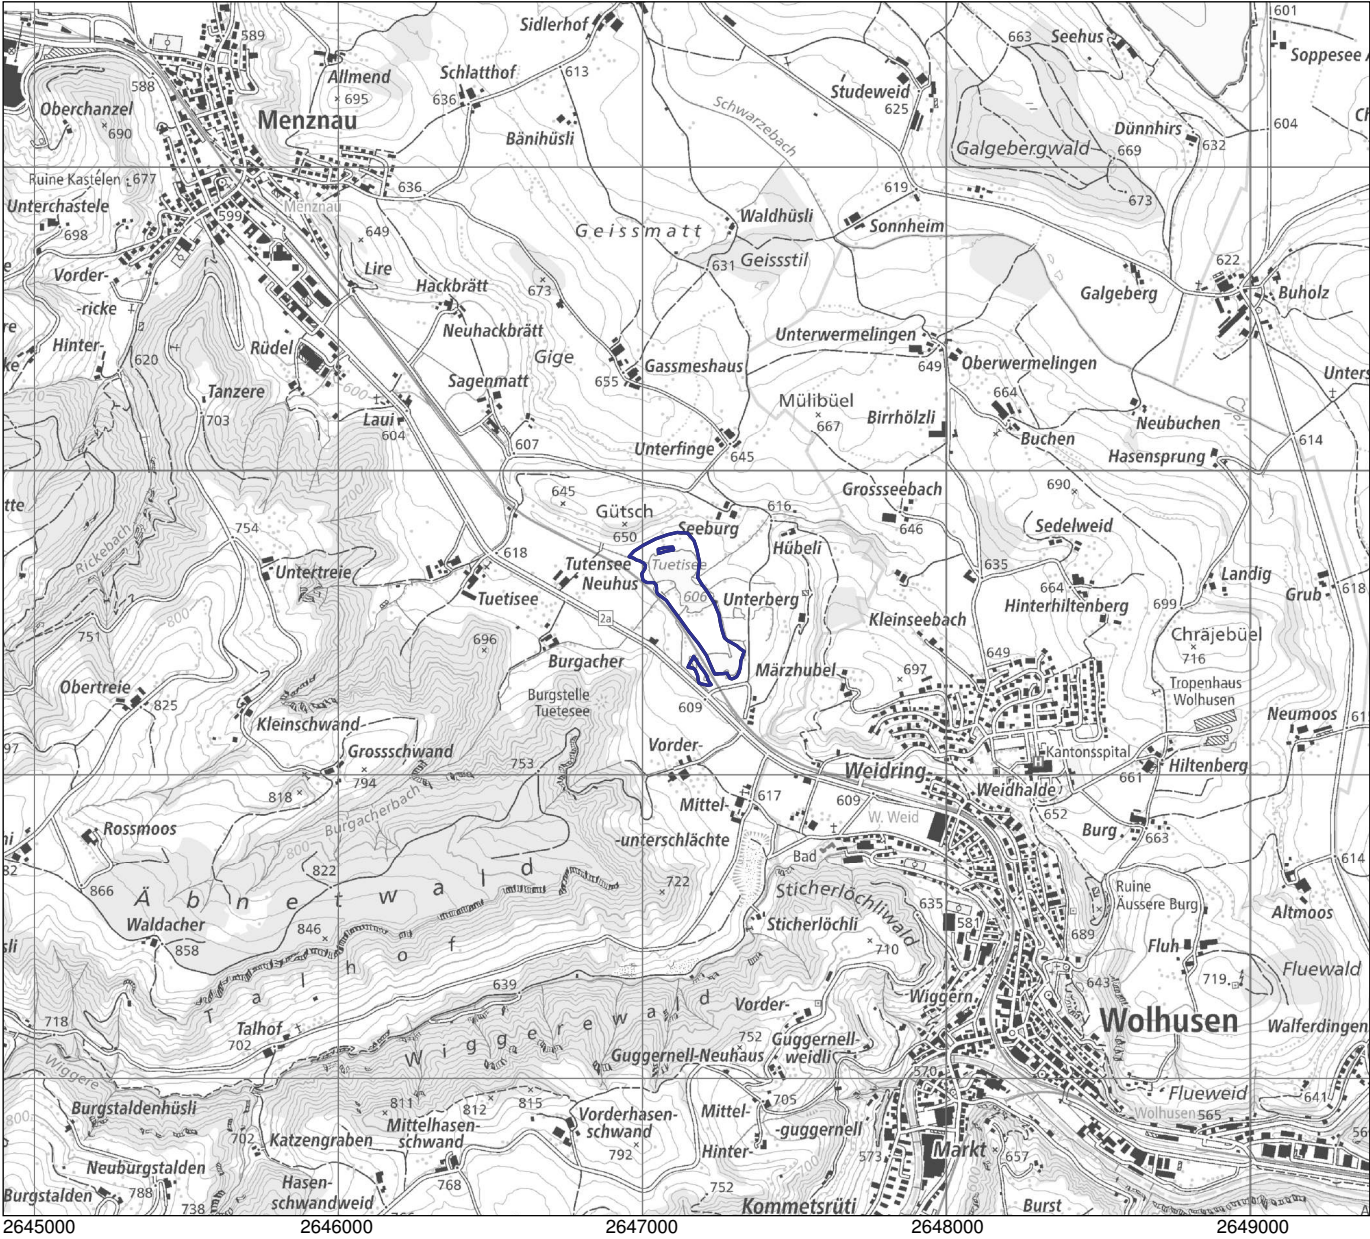 601
Sidlerhof
589
663
Seehus
Soppesee
Allmend
Schlatthof
613
588
695
636
Studeweid
625
Oberchanzel
690
Menznau
Schwarzebach
Bänihüsli
Dünnhirs
604
632
Galgebergwald
669
Ruine Kastelen
677
636
619
673
Unterchastele
Menznau
599
698
649
Waldhüsli
Geissmatt
Sonnheim
Geissstil
631
622
Vorder-
-ricke
Lire
673
Hackbrätt
Galgeberg
Buholz
Neuhackbrätt
Hinter-
620
Rüdel
Gige
Unterwermelingen
649
Oberwermelingen
Gassmeshaus
655
Tanzere
703
600
700
Sagenmatt
Mülibüel
667
664
Laui
604
Birrhölzli
Buchen
Neubuchen
614
607
Unterfinge
645
Hasensprung
700
645
Gütsch
650
Grossseebach
646
690
616
Seeburg
Sedelweid
Rickebach
754
Hübeli
618
Tutensee
Neuhus
Tuetisee
635
Untertreie
Tuetisee
606
Unterberg
664
Hinterhiltenberg
Landig
699
Grub
618
2a
800
751
696
Kleinseebach
Chräjebüel
716
Burgacher
Märzhubel
697
649
Obertreie
825
Burgstelle
Tuetesee
609
Tropenhaus
Wolhusen
Neumoos
Kleinschwand
Grossschwand
794
753
Vorder-
Kantonsspital
661
Hiltenberg
Weidring
Weidhalde
818
Mittel-
617
609
652
Burgacherbach
W. Weid
Burg
663
Rossmoos
-unterschlächte
800
Bad
614
822
866
Äbnetwald
722
Sticherlöchliwald
635
Ruine
Äussere Burg
Altmoos
Waldacher
846
858
Sticherlöchli
710
689
Fluh
Talhof
643
719
Fluewald
639
Vorder-
Wiggern
718
Talhof
702
Wiggerewald
752
Guggernell-
weidli
Wolhusen
Walferdingen
Guggernell-Neuhaus
Wiggere
570
Flueweid
Burgstaldenhüsli
811
812
815
Mittelhasen-
schwand
Vorderhasen-
schwand
792
Mittel-
705
-guggernell
Wolhusen
565
641
702
Katzengraben
Hinter-
573
Markt
657
Neuburgstalden
788
Burgstalden
738
Hasen-
schwandweid
768
752
700
Kommetsrüti
Burst
2645000
2646000
2647000
2648000
2649000